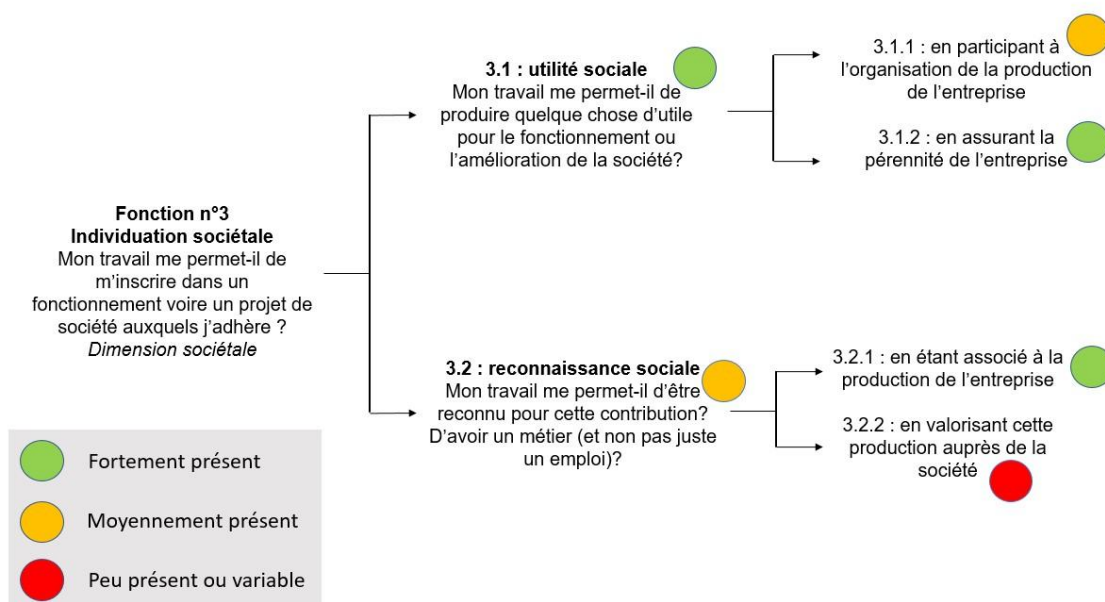 Fonction n°3
Individuation sociétale
Mon travail me permet-il de
m'inscrire dans un
fonctionnement voire un projet de
société auxquels j'adhère ?
Dimension sociétale
3.1 : utilité sociale
Mon travail me permet-il de
produire quelque chose d'utile
pour le fonctionnement ou
l'amélioration de la société?
3.1.1 : en participant à
l'organisation de la production
de l'entreprise
3.1.2 : en assurant la
pérennité de l'entreprise
3.2 : reconnaissance sociale
Mon travail me permet-il d'être
reconnu pour cette contribution?
D'avoir un métier (et non pas juste
un emploi)?
3.2.1 : en étant associé à la
production de l'entreprise
3.2.2 : en valorisant cette
production auprès de la
société
Fortement présent
Moyennement présent
Peu présent ou variable